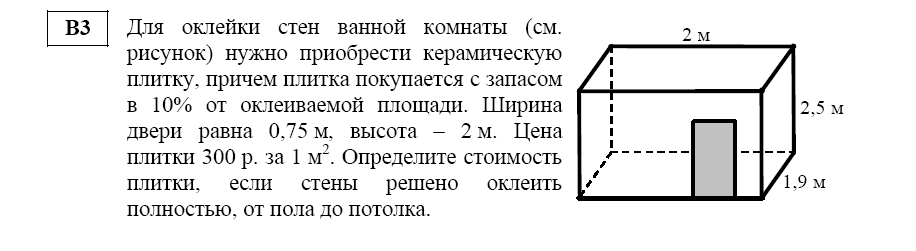 В3
Для оклейки стен ванной комнаты (см.
рисунок) нужно приобрести керамическую
плитку, причем плитка покупается с запасом
в 10% от оклеиваемой площади. Ширина
двери равна 0,75 м, высота – 2 м. Цена
плитки 300 р. за 1 м². Определите стоимость
плитки, если стены решено оклеить
полностью, от пола до потолка.
2 м
2,5 м
1,9 м